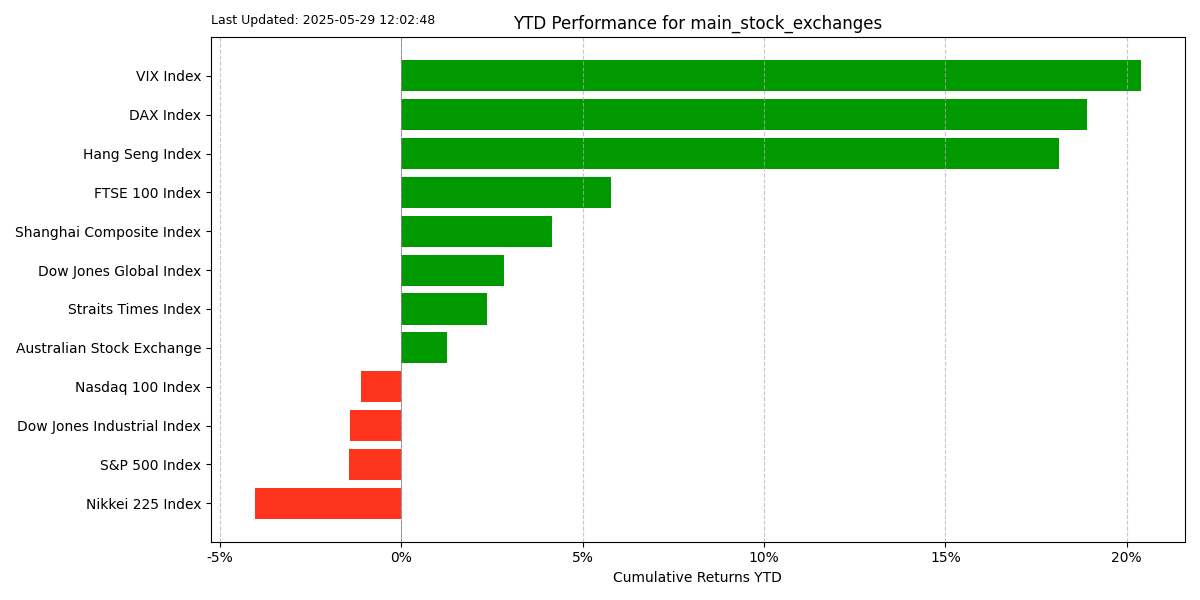 Last Updated: 2025-05-29 12:02:48
YTD Performance for main_stock_exchanges
VIX Index
DAX Index
Hang Seng Index
FTSE 100 Index
Shanghai Composite Index
Dow Jones Global Index
Straits Times Index
Australian Stock Exchange
Nasdaq 100 Index
Dow Jones Industrial Index
S&P 500 Index
Nikkei 225 Index
-5% 0% 5% 10% 15% 20%
Cumulative Returns YTD